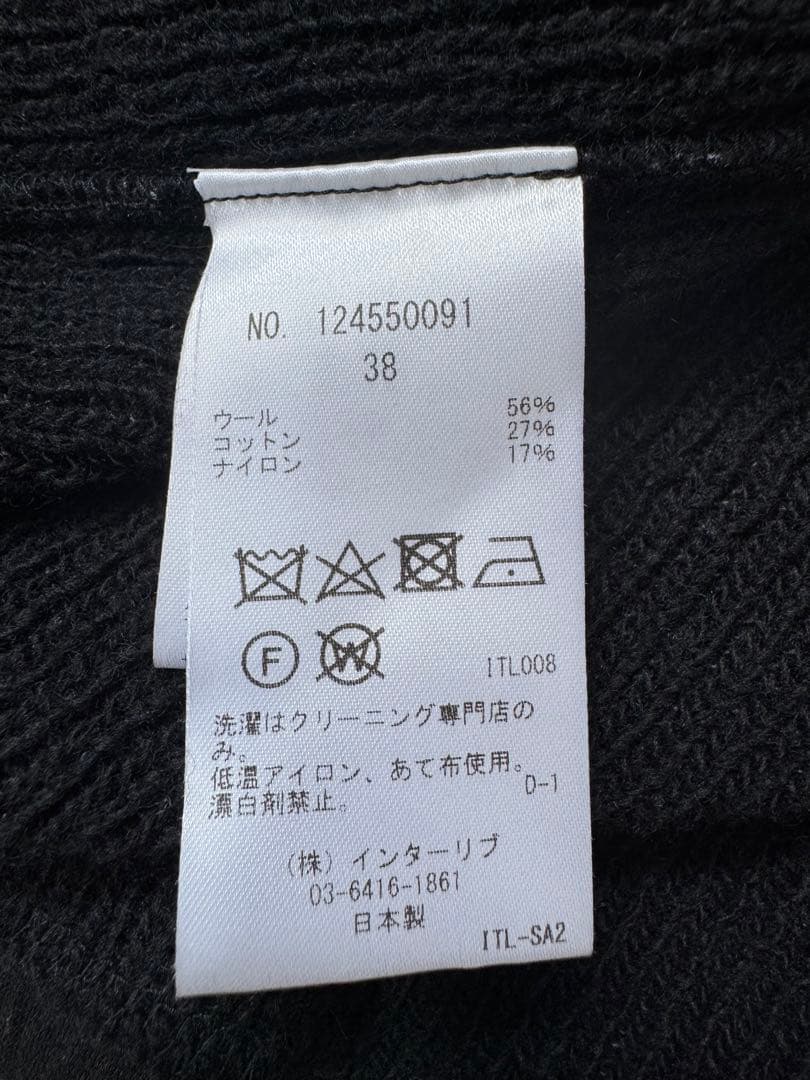 NO. 124550091
38
ウール 56%
コットン 27%
ナイロン 17%
F W
ITL008
洗濯はクリーニング専門店の
み。
低温アイロン、あて布使用。
漂白剤禁止。 D-1
(株)インターリブ
03-6416-1861
日本製
ITL-SA2